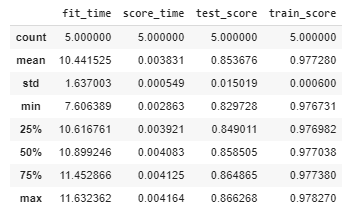 fit_time score_time test_score train_score
count 5.000000 5.000000 5.000000 5.000000
mean 10.441525 0.003831 0.853676 0.977280
std 1.637003 0.000549 0.015019 0.000600
min 7.606389 0.002863 0.829728 0.976731
25% 10.616761 0.003921 0.849011 0.976982
50% 10.899246 0.004083 0.858505 0.977038
75% 11.452866 0.004125 0.864865 0.977380
max 11.632362 0.004164 0.866268 0.978270